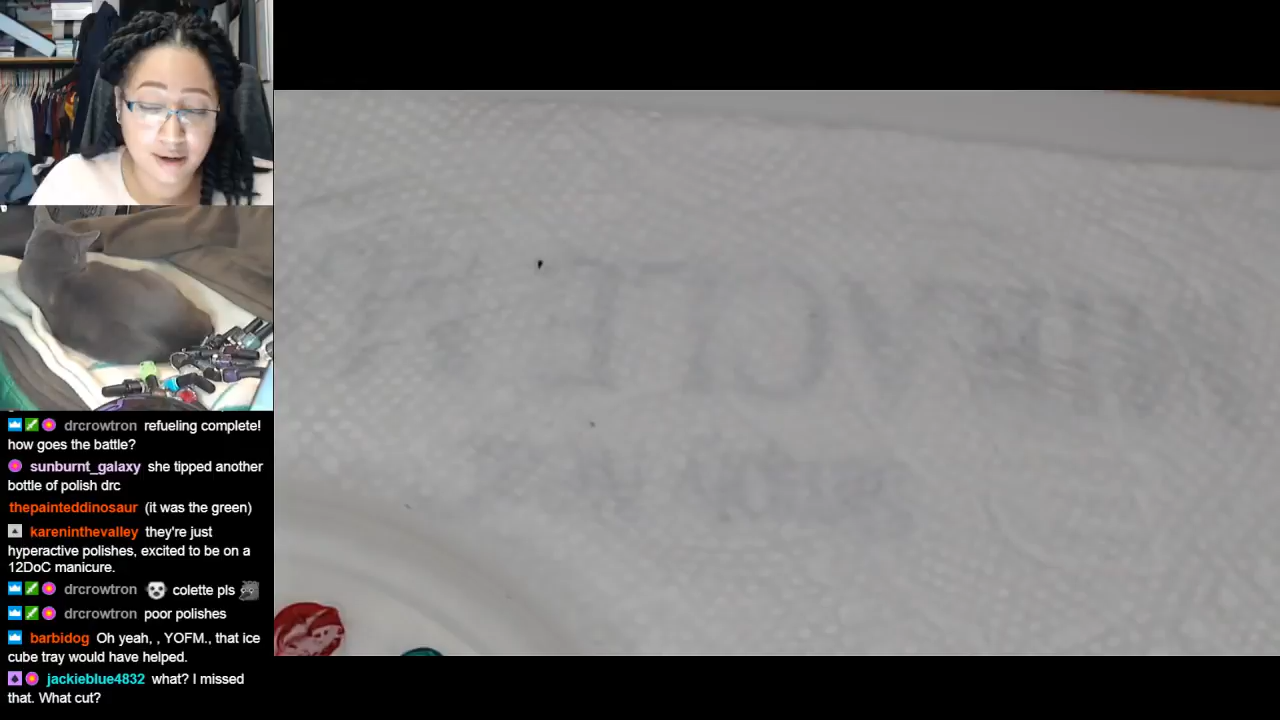 drcrowtron refueling complete!
how goes the battle?
sunburnt_galaxy she tipped another
bottle of polish drc
thepainteddinosaur (it was the green)
kareninthevalley they're just
hyperactive polishes, excited to be on a
12DoC manicure.
drcrowtron colette pls
drcrowtron poor polishes
barbidog Oh yeah, , YOFM., that ice
cube tray would have helped.
jackieblue4832 what? I missed
that. What cut?